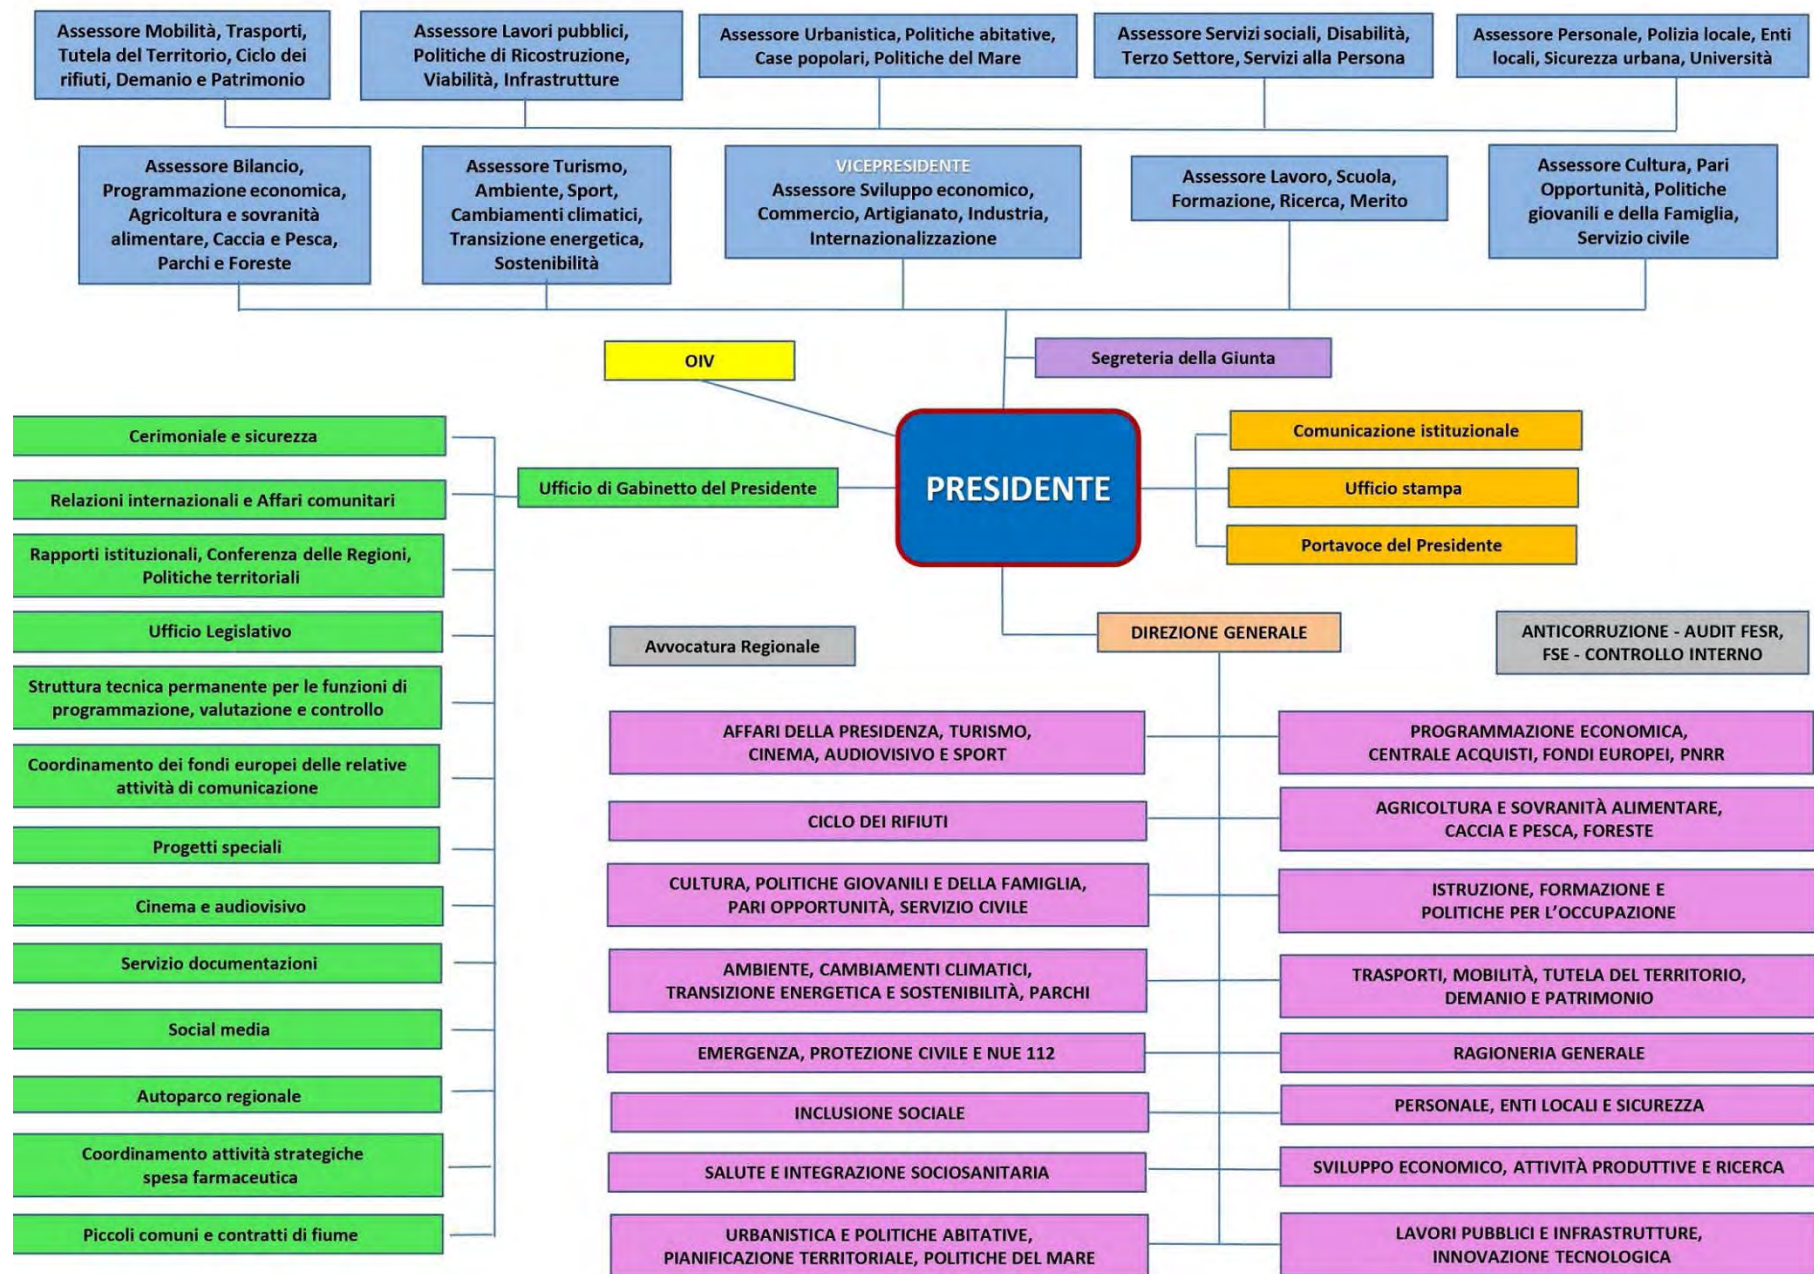 Assessore Mobilità, Trasporti,
Tutela del Territorio, Ciclo dei
rifiuti, Demanio e Patrimonio
Assessore Lavori pubblici,
Politiche di Ricostruzione,
Viabilità, Infrastrutture
Assessore Urbanistica, Politiche abitative,
Case popolari, Politiche del Mare
Assessore Servizi sociali, Disabilità,
Terzo Settore, Servizi alla Persona
Assessore Personale, Polizia locale, Enti
locali, Sicurezza urbana, Università
Assessore Bilancio,
Programmazione economica,
Agricoltura e sovranità
alimentare, Caccia e Pesca,
Parchi e Foreste
Assessore Turismo,
Ambiente, Sport,
Cambiamenti climatici,
Transizione energetica,
Sostenibilità
VICEPRESIDENTE
Assessore Sviluppo economico,
Commercio, Artigianato, Industria,
Internazionalizzazione
Assessore Lavoro, Scuola,
Formazione, Ricerca, Merito
Assessore Cultura, Pari
Opportunità, Politiche
giovanili e della Famiglia,
Servizio civile
OIV
Segreteria della Giunta
Cerimoniale e sicurezza
Relazioni internazionali e Affari comunitari
Rapporti istituzionali, Conferenza delle Regioni,
Politiche territoriali
Ufficio Legislativo
Struttura tecnica permanente per le funzioni di
programmazione, valutazione e controllo
Coordinamento dei fondi europei delle relative
attività di comunicazione
Progetti speciali
Cinema e audiovisivo
Servizio documentazioni
Social media
Autoparco regionale
Coordinamento attività strategiche
spesa farmaceutica
Piccoli comuni e contratti di fiume
Ufficio di Gabinetto del Presidente
PRESIDENTE
Comunicazione istituzionale
Ufficio stampa
Portavoce del Presidente
Avvocatura Regionale
DIREZIONE GENERALE
ANTICORRUZIONE - AUDIT FESR,
FSE - CONTROLLO INTERNO
AFFARI DELLA PRESIDENZA, TURISMO,
CINEMA, AUDIOVISIVO E SPORT
PROGRAMMAZIONE ECONOMICA,
CENTRALE ACQUISTI, FONDI EUROPEI, PNRR
CICLO DEI RIFIUTI
AGRICOLTURA E SOVRANITÀ ALIMENTARE,
CACCIA E PESCA, FORESTE
CULTURA, POLITICHE GIOVANILI E DELLA FAMIGLIA,
PARI OPPORTUNITÀ, SERVIZIO CIVILE
ISTRUZIONE, FORMAZIONE E
POLITICHE PER L'OCCUPAZIONE
AMBIENTE, CAMBIAMENTI CLIMATICI,
TRANSIZIONE ENERGETICA E SOSTENIBILITÀ, PARCHI
TRASPORTI, MOBILITÀ, TUTELA DEL TERRITORIO,
DEMANIO E PATRIMONIO
EMERGENZA, PROTEZIONE CIVILE E NUE 112
RAGIONERIA GENERALE
INCLUSIONE SOCIALE
PERSONALE, ENTI LOCALI E SICUREZZA
SALUTE E INTEGRAZIONE SOCIOSANITARIA
SVILUPPO ECONOMICO, ATTIVITÀ PRODUTTIVE E RICERCA
URBANISTICA E POLITICHE ABITATIVE,
PIANIFICAZIONE TERRITORIALE, POLITICHE DEL MARE
LAVORI PUBBLICI E INFRASTRUTTURE,
INNOVAZIONE TECNOLOGICA